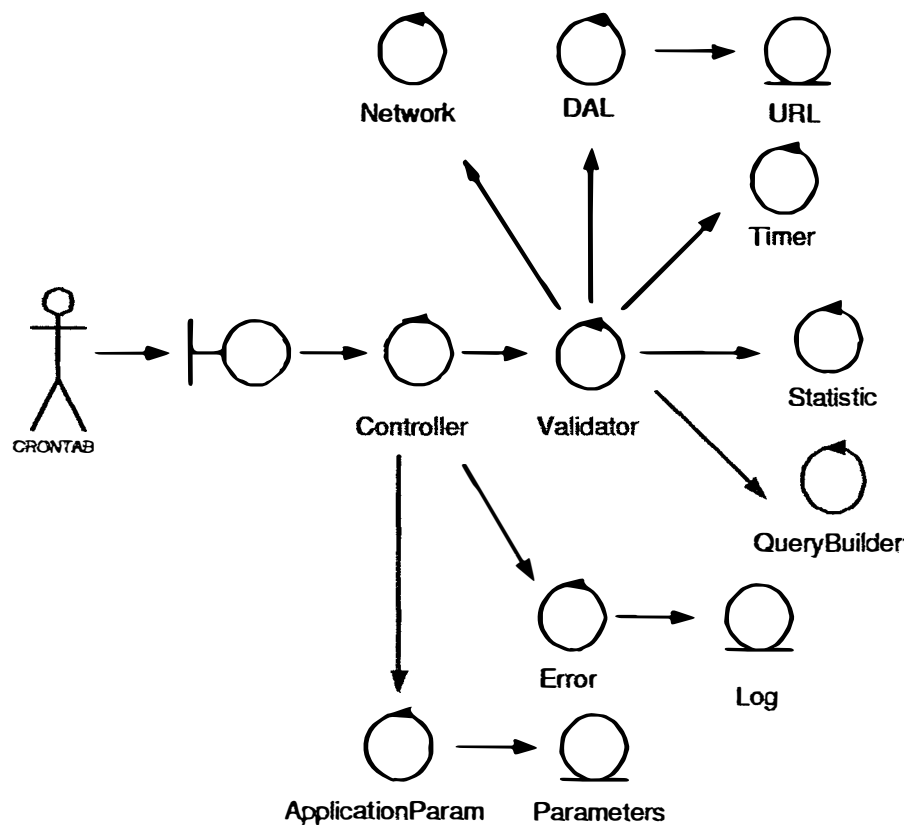 Network
DAL
URL
Timer
CRONTAB
Controller
Validator
Statistic
QueryBuilder
Error
Log
ApplicationParam
Parameters